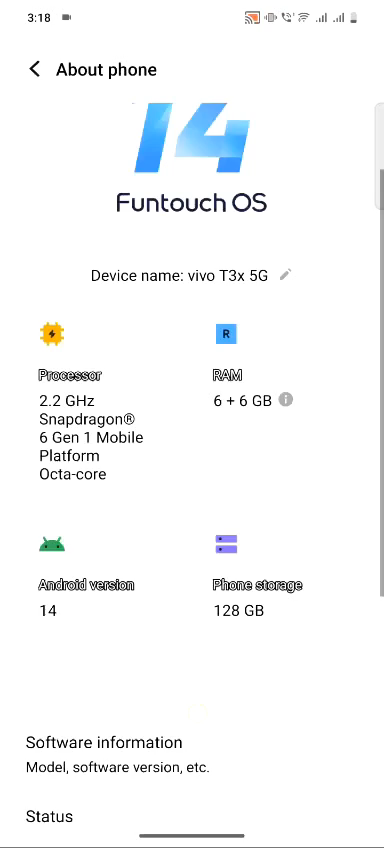 3:18
About phone
14
Funtouch OS
Device name: vivo T3x 5G
R
Processor
RAM
2.2 GHz
Snapdragon®
6 Gen 1 Mobile
Platform
Octa-core
6 + 6 GB
Android version
Phone storage
14
128 GB
Software information
Model, software version, etc.
Status